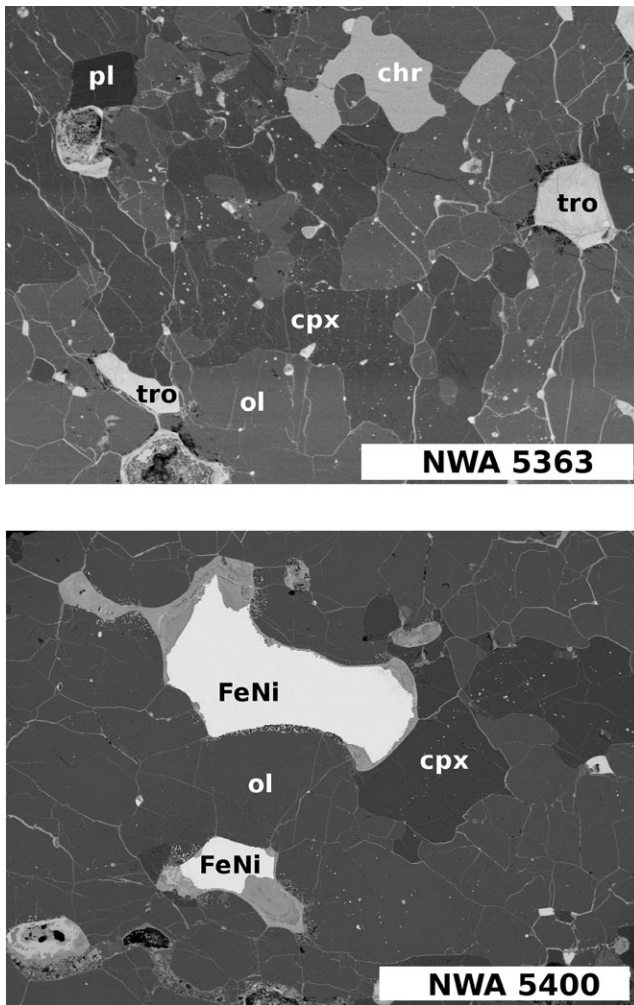 pl
chr
tro
cpx
tro
ol
NWA 5363
FeNi
cpx
ol
FeNi
NWA 5400